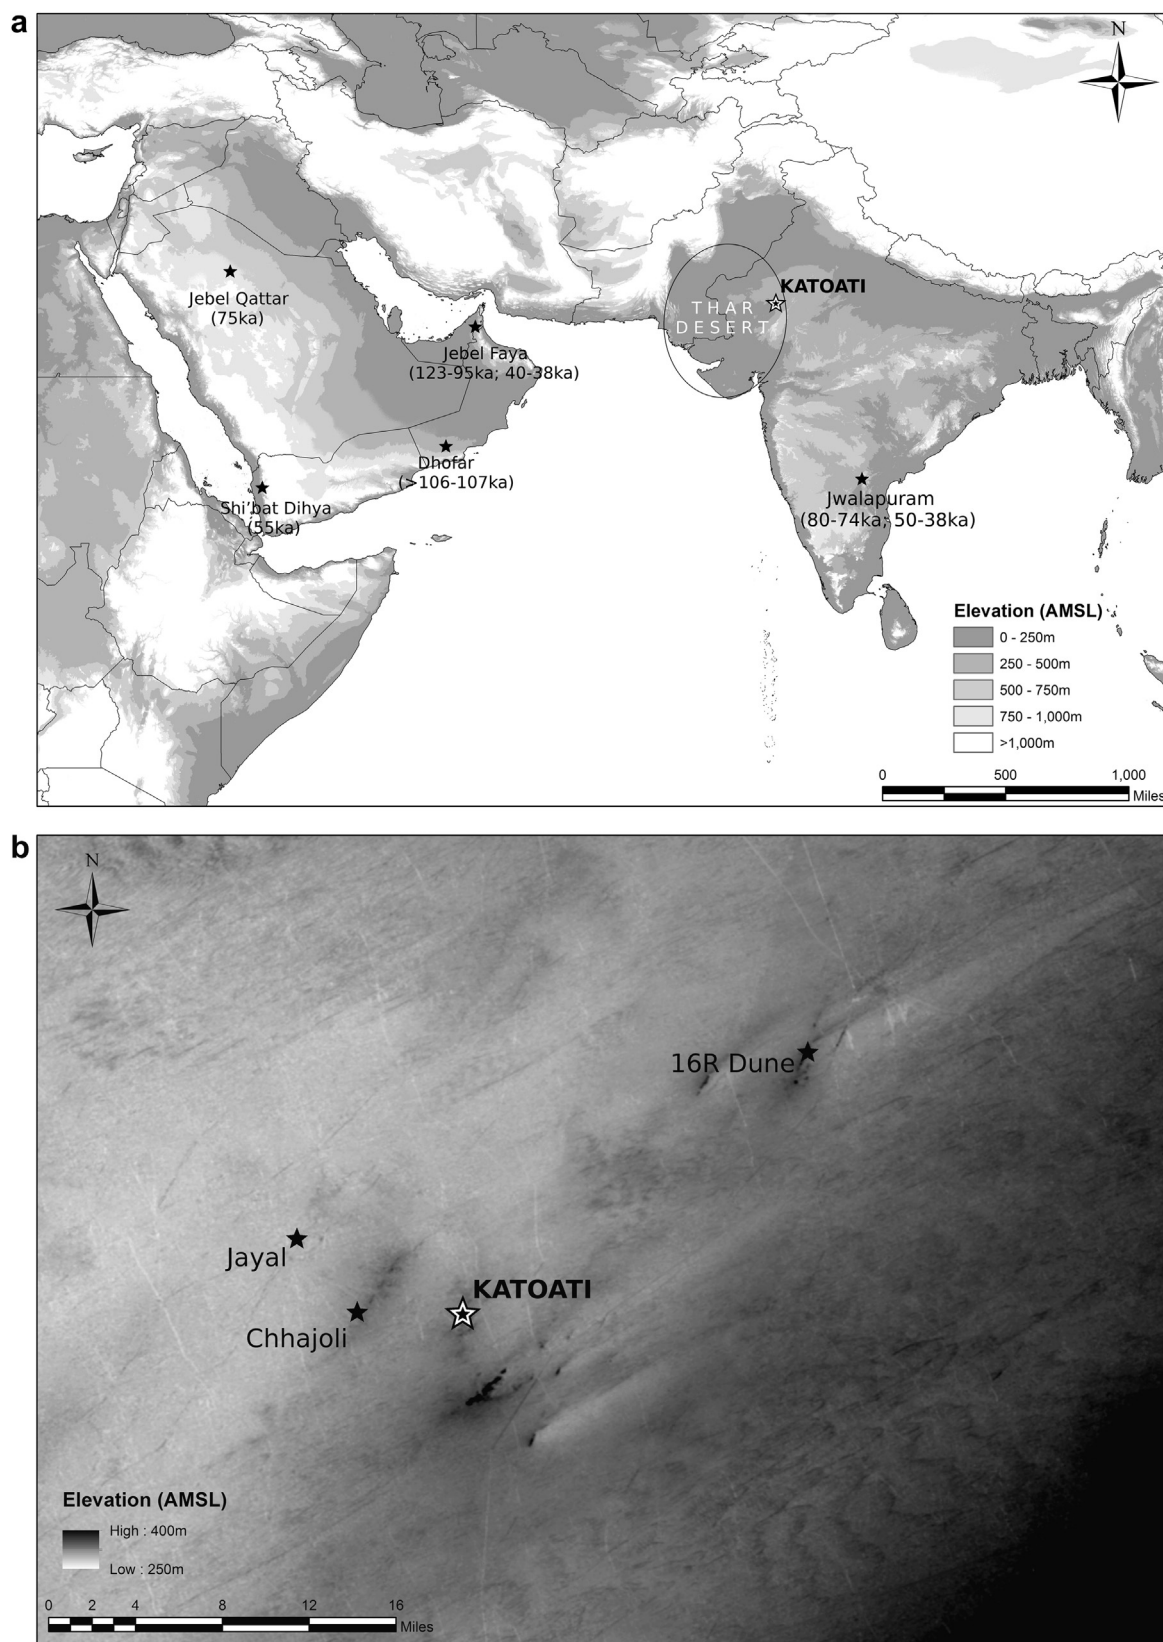 a
N
KATOATI
THAR
DESERT
Jebel Qattar
(75ka)
Jebel Faya
(123-95ka; 40-38ka)
Dhofar
(>106-107ka)
Shi'bat Dihya
(55ka)
Jwalapuram
(80-74ka; 50-38ka)
Elevation (AMSL)
0 - 250m
250 - 500m
500 - 750m
750 - 1,000m
>1,000m
0 500 1,000
Miles
b
N
16R Dune
Jayal
KATOATI
Chhajoli
Elevation (AMSL)
High : 400m
Low : 250m
0 2 4 8 12 16
Miles